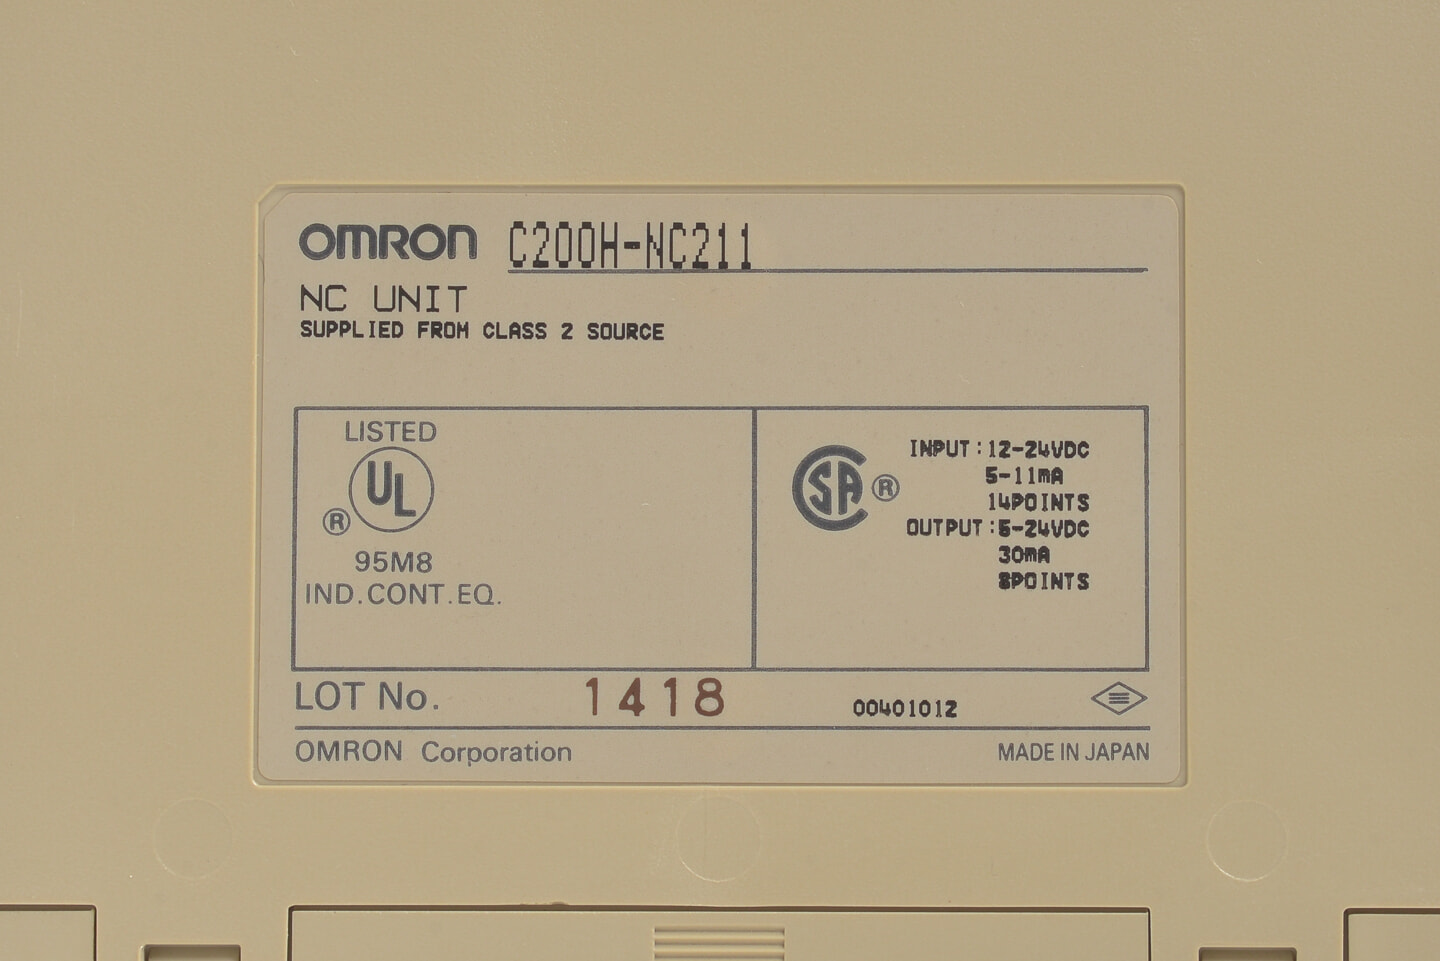 OMRON C200H-NC211
NC UNIT
SUPPLIED FROM CLASS 2 SOURCE
LISTED
UL
®
95M8
IND.CONT.EQ.
CSA ®
INPUT:12-24VDC
5-11mA
14POINTS
OUTPUT:5-24VDC
30mA
8POINTS
LOT No. 1418 00401012
OMRON Corporation MADE IN JAPAN